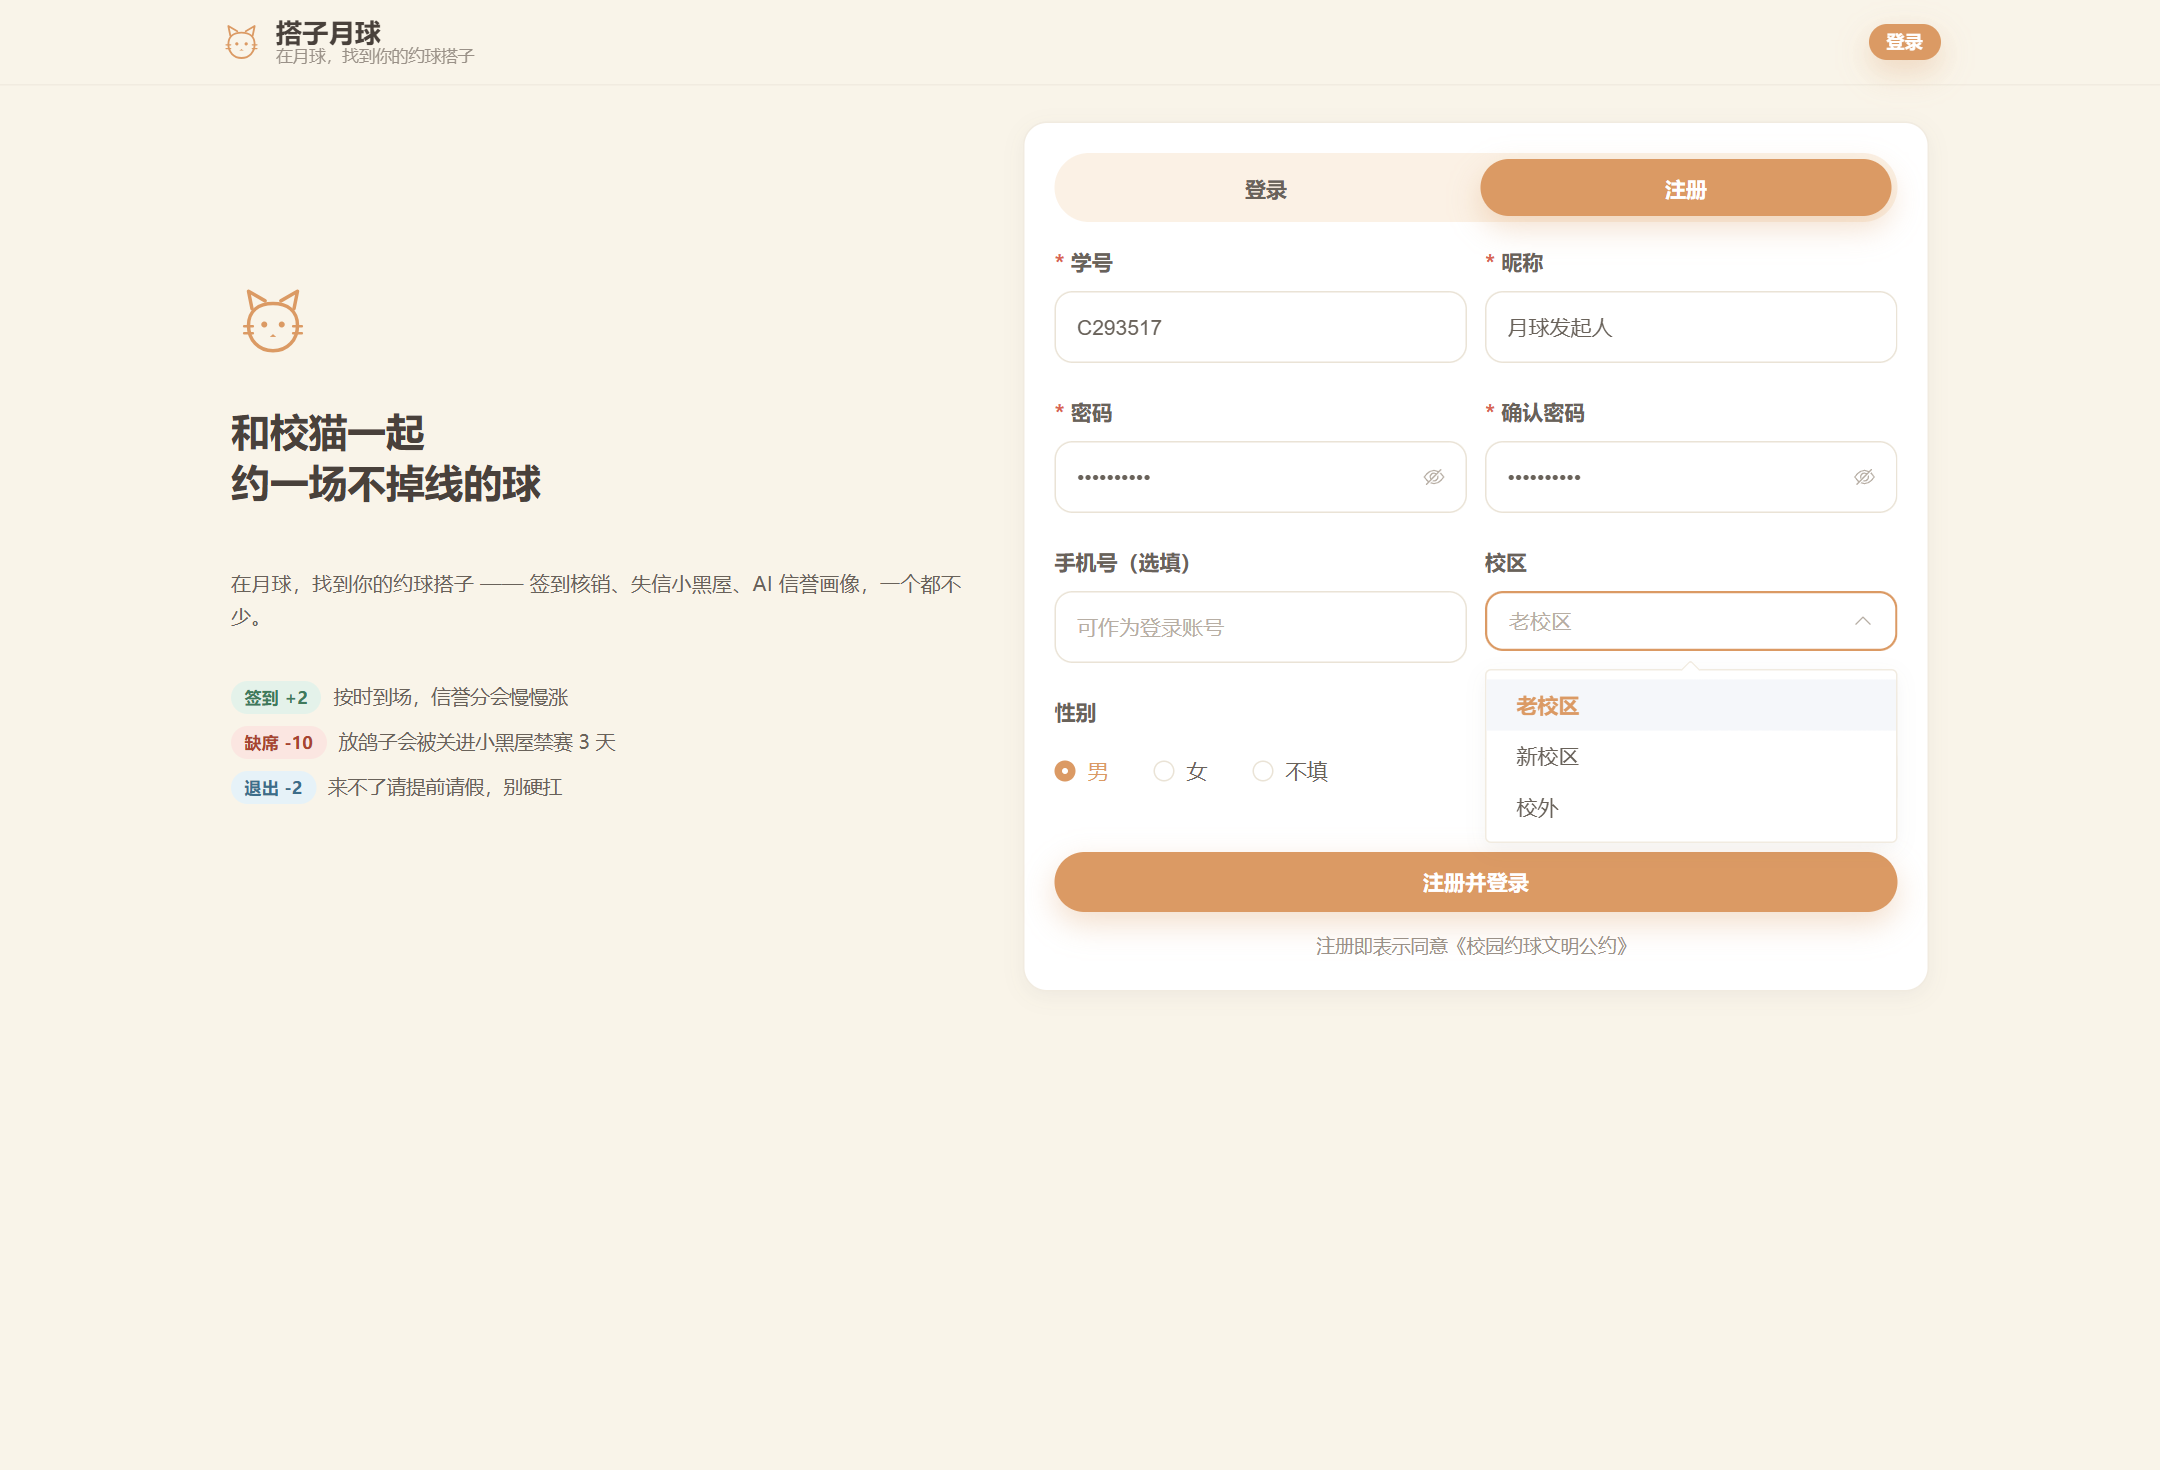 搭子月球
在月球，找到你的约球搭子
登录
和校猫一起
约一场不掉线的球
在月球，找到你的约球搭子 —— 签到核销、失信小黑屋、AI 信誉画像，一个都不
少。
签到 +2 按时到场，信誉分会慢慢涨
缺席 -10 放鸽子会被关进小黑屋禁赛 3 天
退出 -2 来不了请提前请假，别硬扛
登录 注册
* 学号 * 昵称
C293517 月球发起人
* 密码 * 确认密码
•••••••••• ••••••••••
手机号（选填） 校区
可作为登录账号 老校区
老校区
新校区
校外
性别
男 女 不填
注册并登录
注册即表示同意《校园约球文明公约》